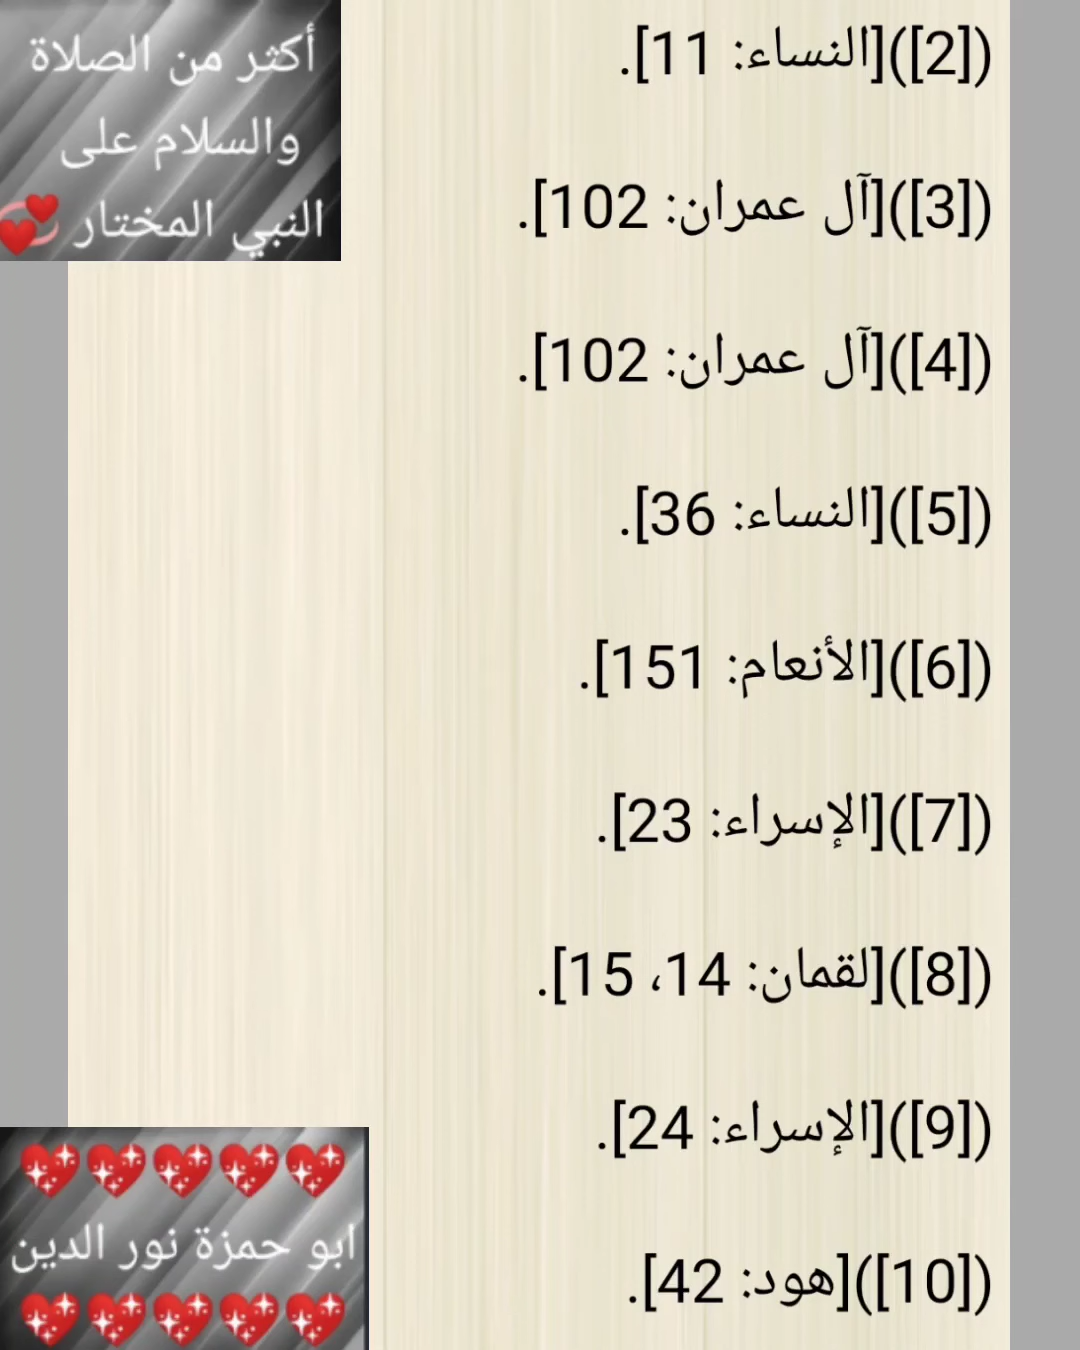 أكثر من الصلاة
والسلام على
النبي المختار 💞
([2])[النساء: 11].
([3])[آل عمران: 102].
([4])[آل عمران: 102].
([5])[النساء: 36].
([6])[الأنعام: 151].
([7])[الإسراء: 23].
([8])[لقمان: 14، 15].
([9])[الإسراء: 24].
([10])[هود: 42].
💖💖💖💖💖
ابو حمزة نور الدين
💖💖💖💖💖